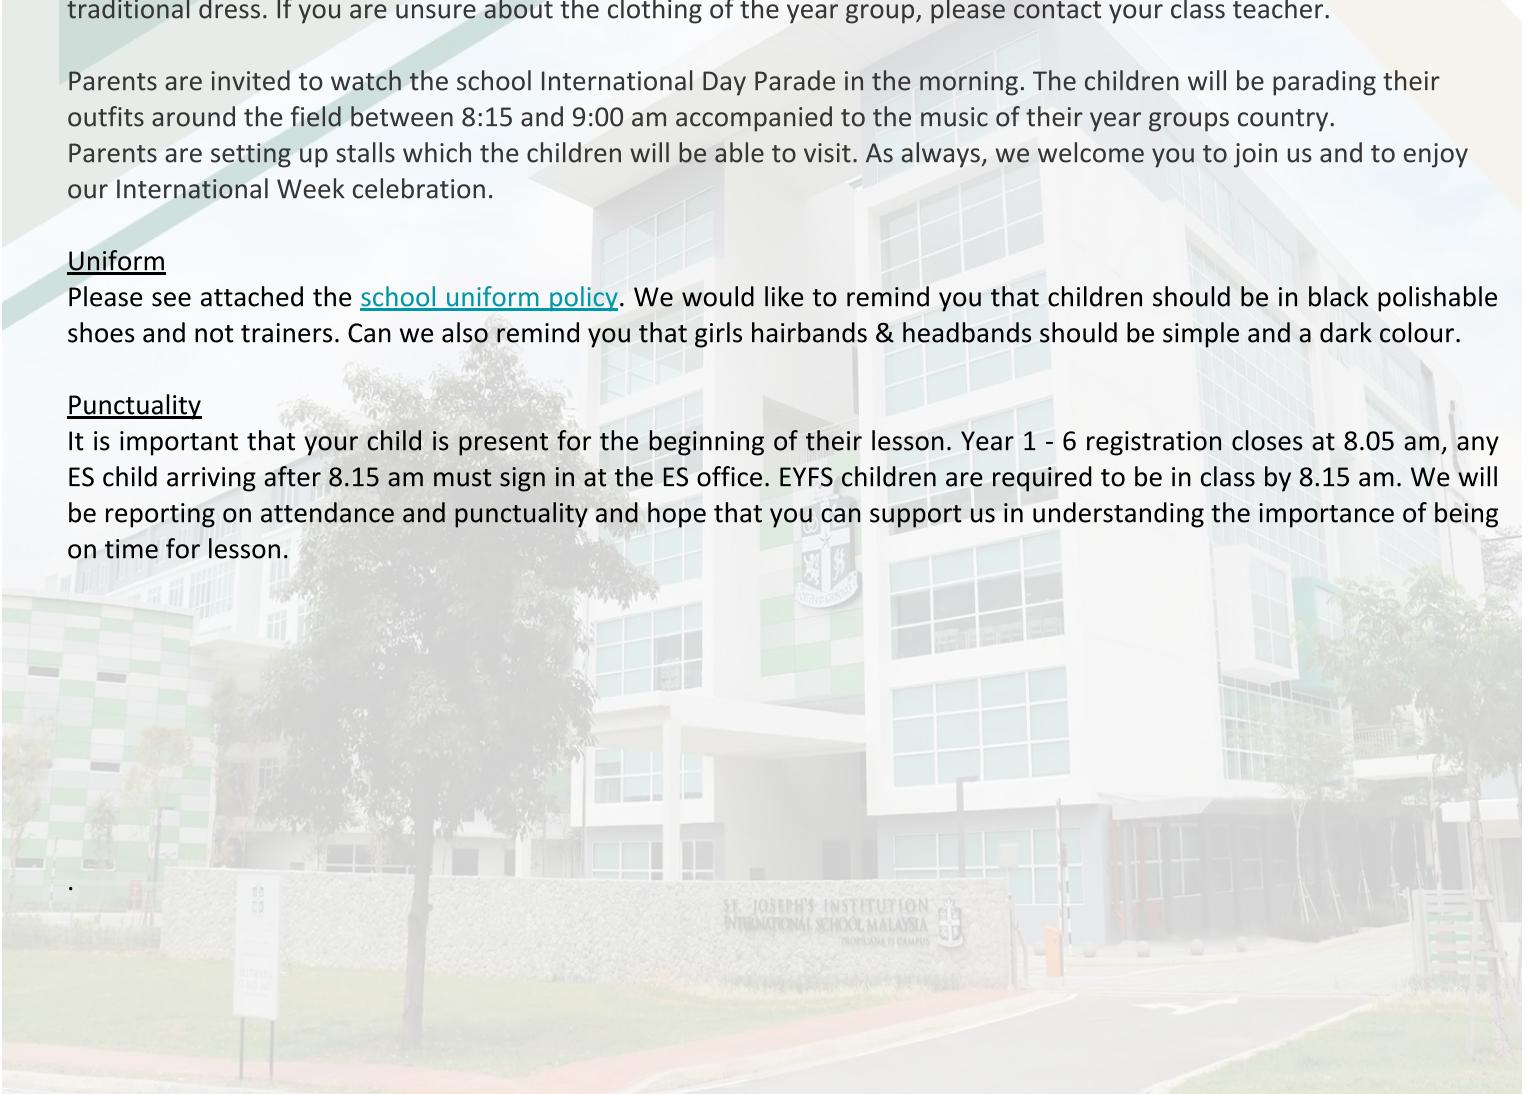 traditional dress. If you are unsure about the clothing of the year group, please contact your class teacher.
Parents are invited to watch the school International Day Parade in the morning. The children will be parading their
outfits around the field between 8:15 and 9:00 am accompanied to the music of their year groups country.
Parents are setting up stalls which the children will be able to visit. As always, we welcome you to join us and to enjoy
our International Week celebration.
Uniform
Please see attached the school uniform policy. We would like to remind you that children should be in black polishable
shoes and not trainers. Can we also remind you that girls hairbands & headbands should be simple and a dark colour.
Punctuality
It is important that your child is present for the beginning of their lesson. Year 1 - 6 registration closes at 8.05 am, any
ES child arriving after 8.15 am must sign in at the ES office. EYFS children are required to be in class by 8.15 am. We will
be reporting on attendance and punctuality and hope that you can support us in understanding the importance of being
on time for lesson.
.
ST. JOSEPH'S INSTITUTION
INTERNATIONAL SCHOOL MALAYSIA
TROPICANA PJ CAMPUS